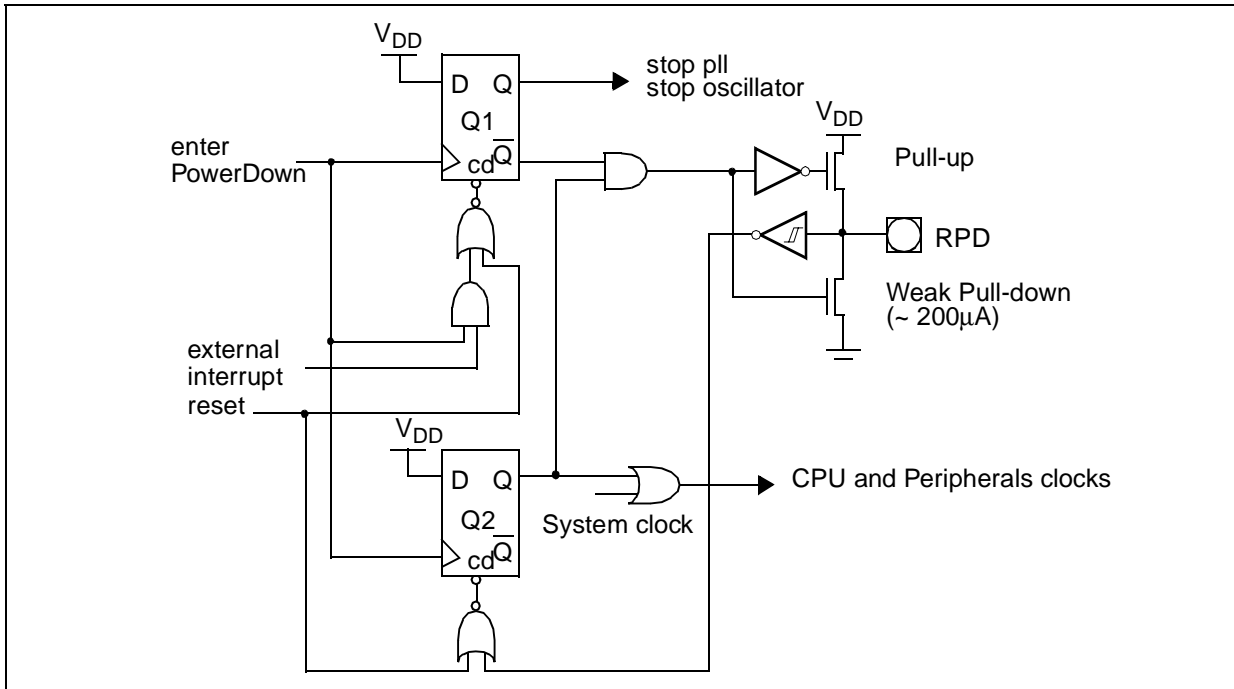 VDD
D Q
Q1
cd Q
stop pll
stop oscillator
enter
PowerDown
VDD
Pull-up
RPD
Weak Pull-down
(~ 200μA)
external
interrupt
reset
VDD
D Q
Q2
cd Q
System clock
CPU and Peripherals clocks